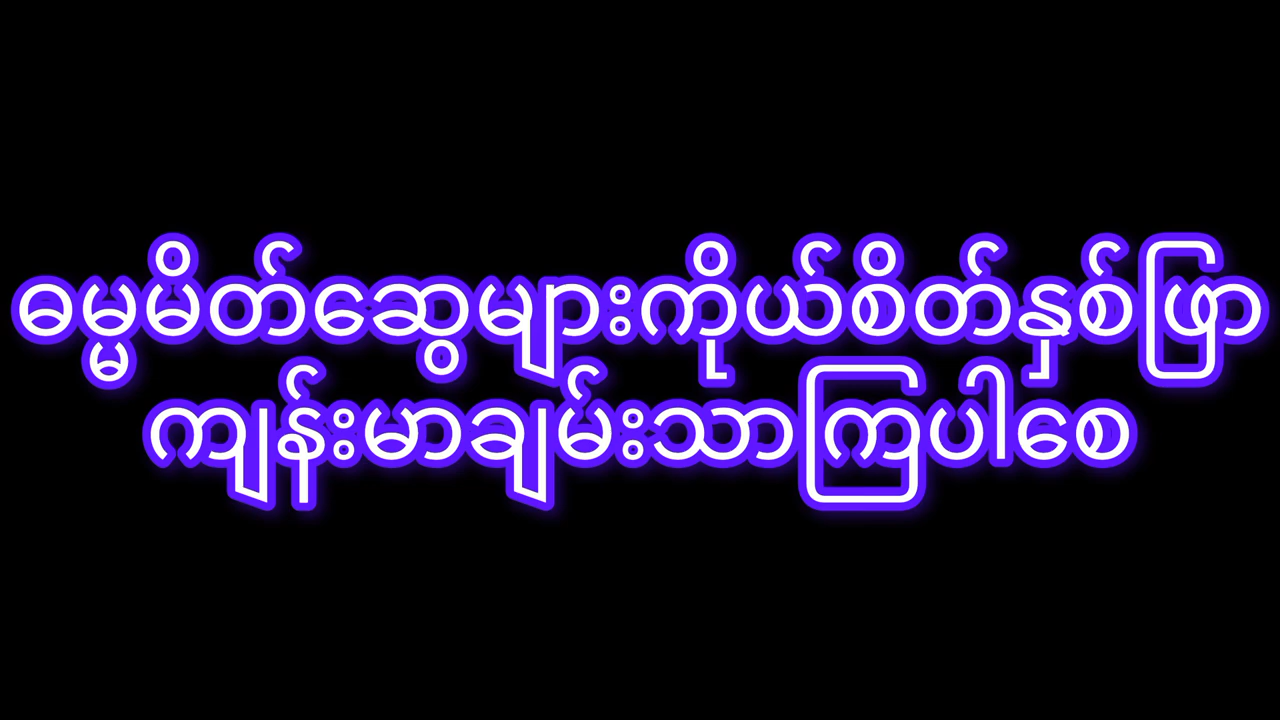 ဓမ္မမိတ်ဆွေများကိုယ်စိတ်နှစ်ဖြာ
ကျန်းမာချမ်းသာကြပါစေ